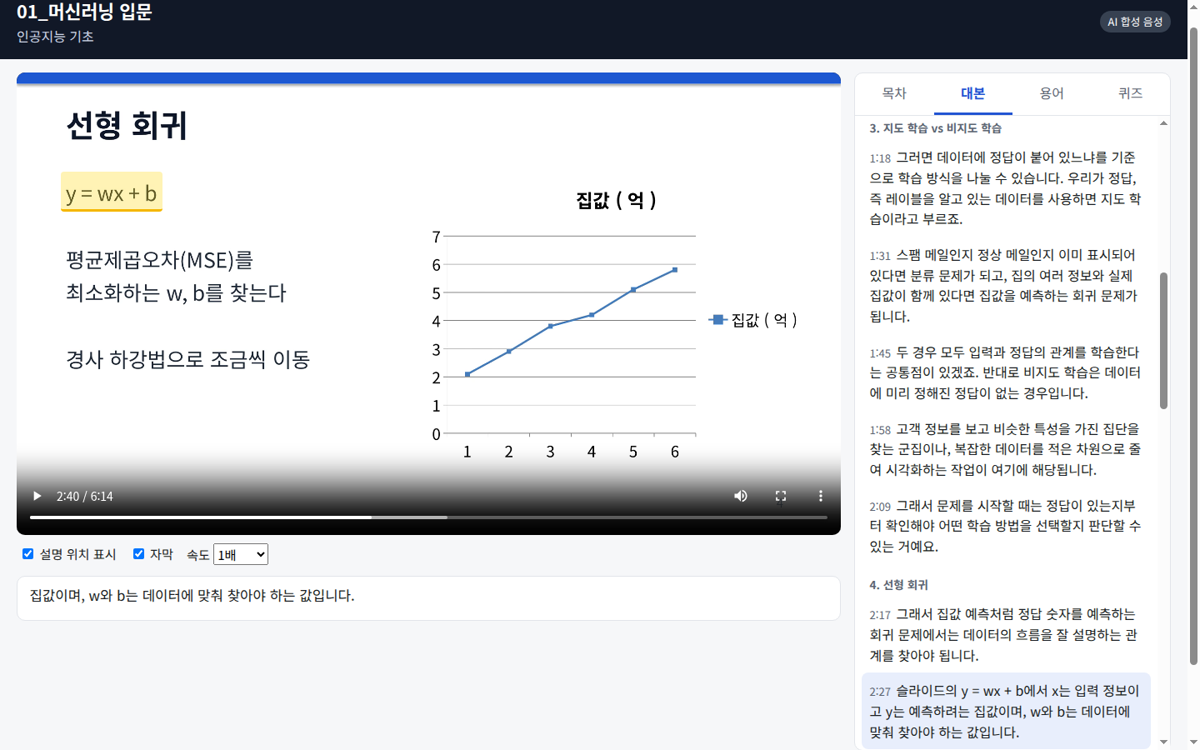 01_머신러닝 입문
인공지능 기초
AI 합성 음성
선형 회귀
y = wx + b
평균제곱오차(MSE)를
최소화하는 w, b를 찾는다
경사 하강법으로 조금씩 이동
집값 ( 억 )
7
6
5
4
3
2
1
0
1 2 3 4 5 6
집값 ( 억 )
2:40 / 6:14
설명 위치 표시 자막 속도 1배
집값이며, w와 b는 데이터에 맞춰 찾아야 하는 값입니다.
목차 대본 용어 퀴즈
3. 지도 학습 vs 비지도 학습
1:18 그러면 데이터에 정답이 붙어 있느냐를 기준
으로 학습 방식을 나눌 수 있습니다. 우리가 정답,
즉 레이블을 알고 있는 데이터를 사용하면 지도 학
습이라고 부르죠.
1:31 스팸 메일인지 정상 메일인지 이미 표시되어
있다면 분류 문제가 되고, 집의 여러 정보와 실제
집값이 함께 있다면 집값을 예측하는 회귀 문제가
됩니다.
1:45 두 경우 모두 입력과 정답의 관계를 학습한다
는 공통점이 있겠죠. 반대로 비지도 학습은 데이터
에 미리 정해진 정답이 없는 경우입니다.
1:58 고객 정보를 보고 비슷한 특성을 가진 집단을
찾는 군집이나, 복잡한 데이터를 적은 차원으로 줄
여 시각화하는 작업이 여기에 해당됩니다.
2:09 그래서 문제를 시작할 때는 정답이 있는지부
터 확인해야 어떤 학습 방법을 선택할지 판단할 수
있는 거예요.
4. 선형 회귀
2:17 그래서 집값 예측처럼 정답 숫자를 예측하는
회귀 문제에서는 데이터의 흐름을 잘 설명하는 관
계를 찾아야 됩니다.
2:27 슬라이드의 y = wx + b에서 x는 입력 정보이
고 y는 예측하려는 집값이며, w와 b는 데이터에
맞춰 찾아야 하는 값입니다.